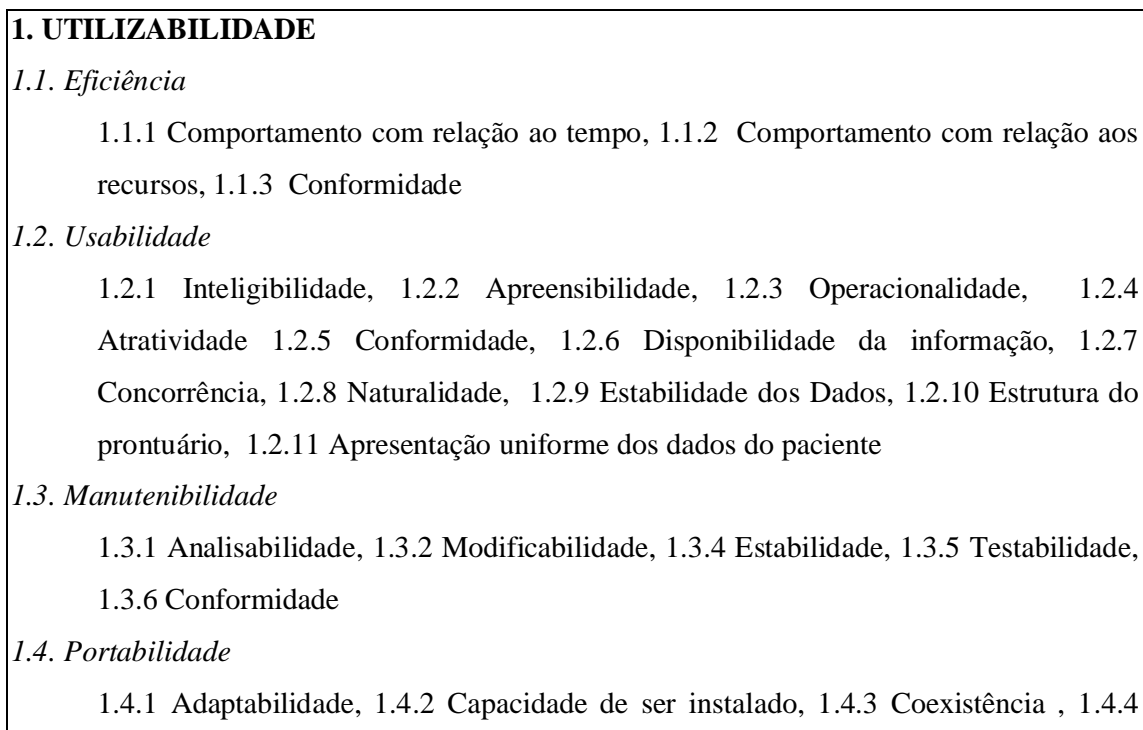 1. UTILIZABILIDADE
1.1. Eficiência
1.1.1 Comportamento com relação ao tempo, 1.1.2 Comportamento com relação aos
recursos, 1.1.3 Conformidade
1.2. Usabilidade
1.2.1 Inteligibilidade, 1.2.2 Apreensibilidade, 1.2.3 Operacionalidade, 1.2.4
Atratividade 1.2.5 Conformidade, 1.2.6 Disponibilidade da informação, 1.2.7
Concorrência, 1.2.8 Naturalidade, 1.2.9 Estabilidade dos Dados, 1.2.10 Estrutura do
prontuário, 1.2.11 Apresentação uniforme dos dados do paciente
1.3. Manutenibilidade
1.3.1 Analisabilidade, 1.3.2 Modificabilidade, 1.3.4 Estabilidade, 1.3.5 Testabilidade,
1.3.6 Conformidade
1.4. Portabilidade
1.4.1 Adaptabilidade, 1.4.2 Capacidade de ser instalado, 1.4.3 Coexistência , 1.4.4